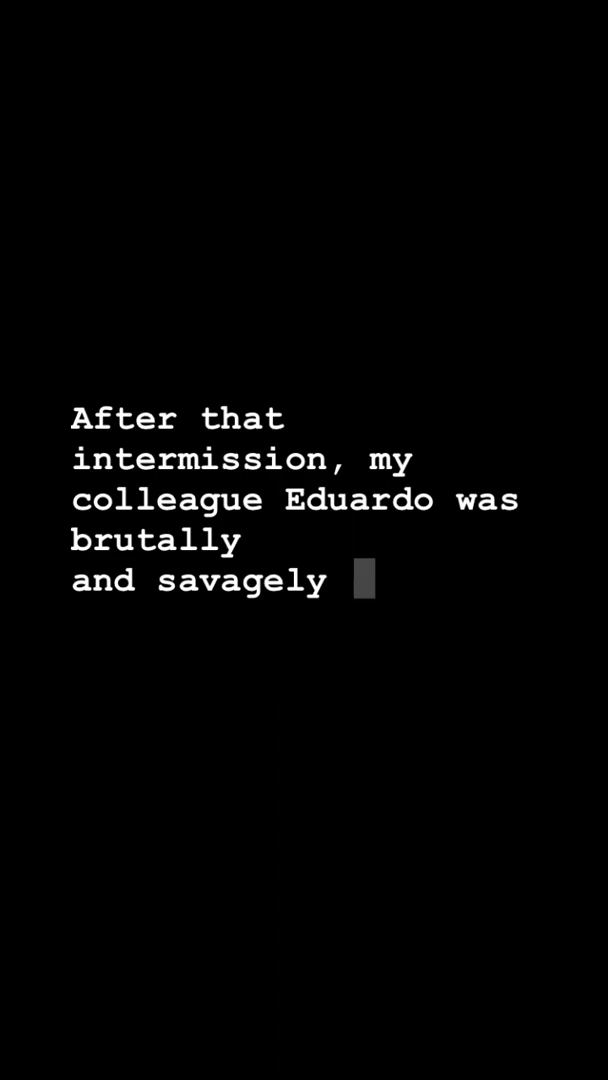 After that
intermission, my
colleague Eduardo was
brutally
and savagely